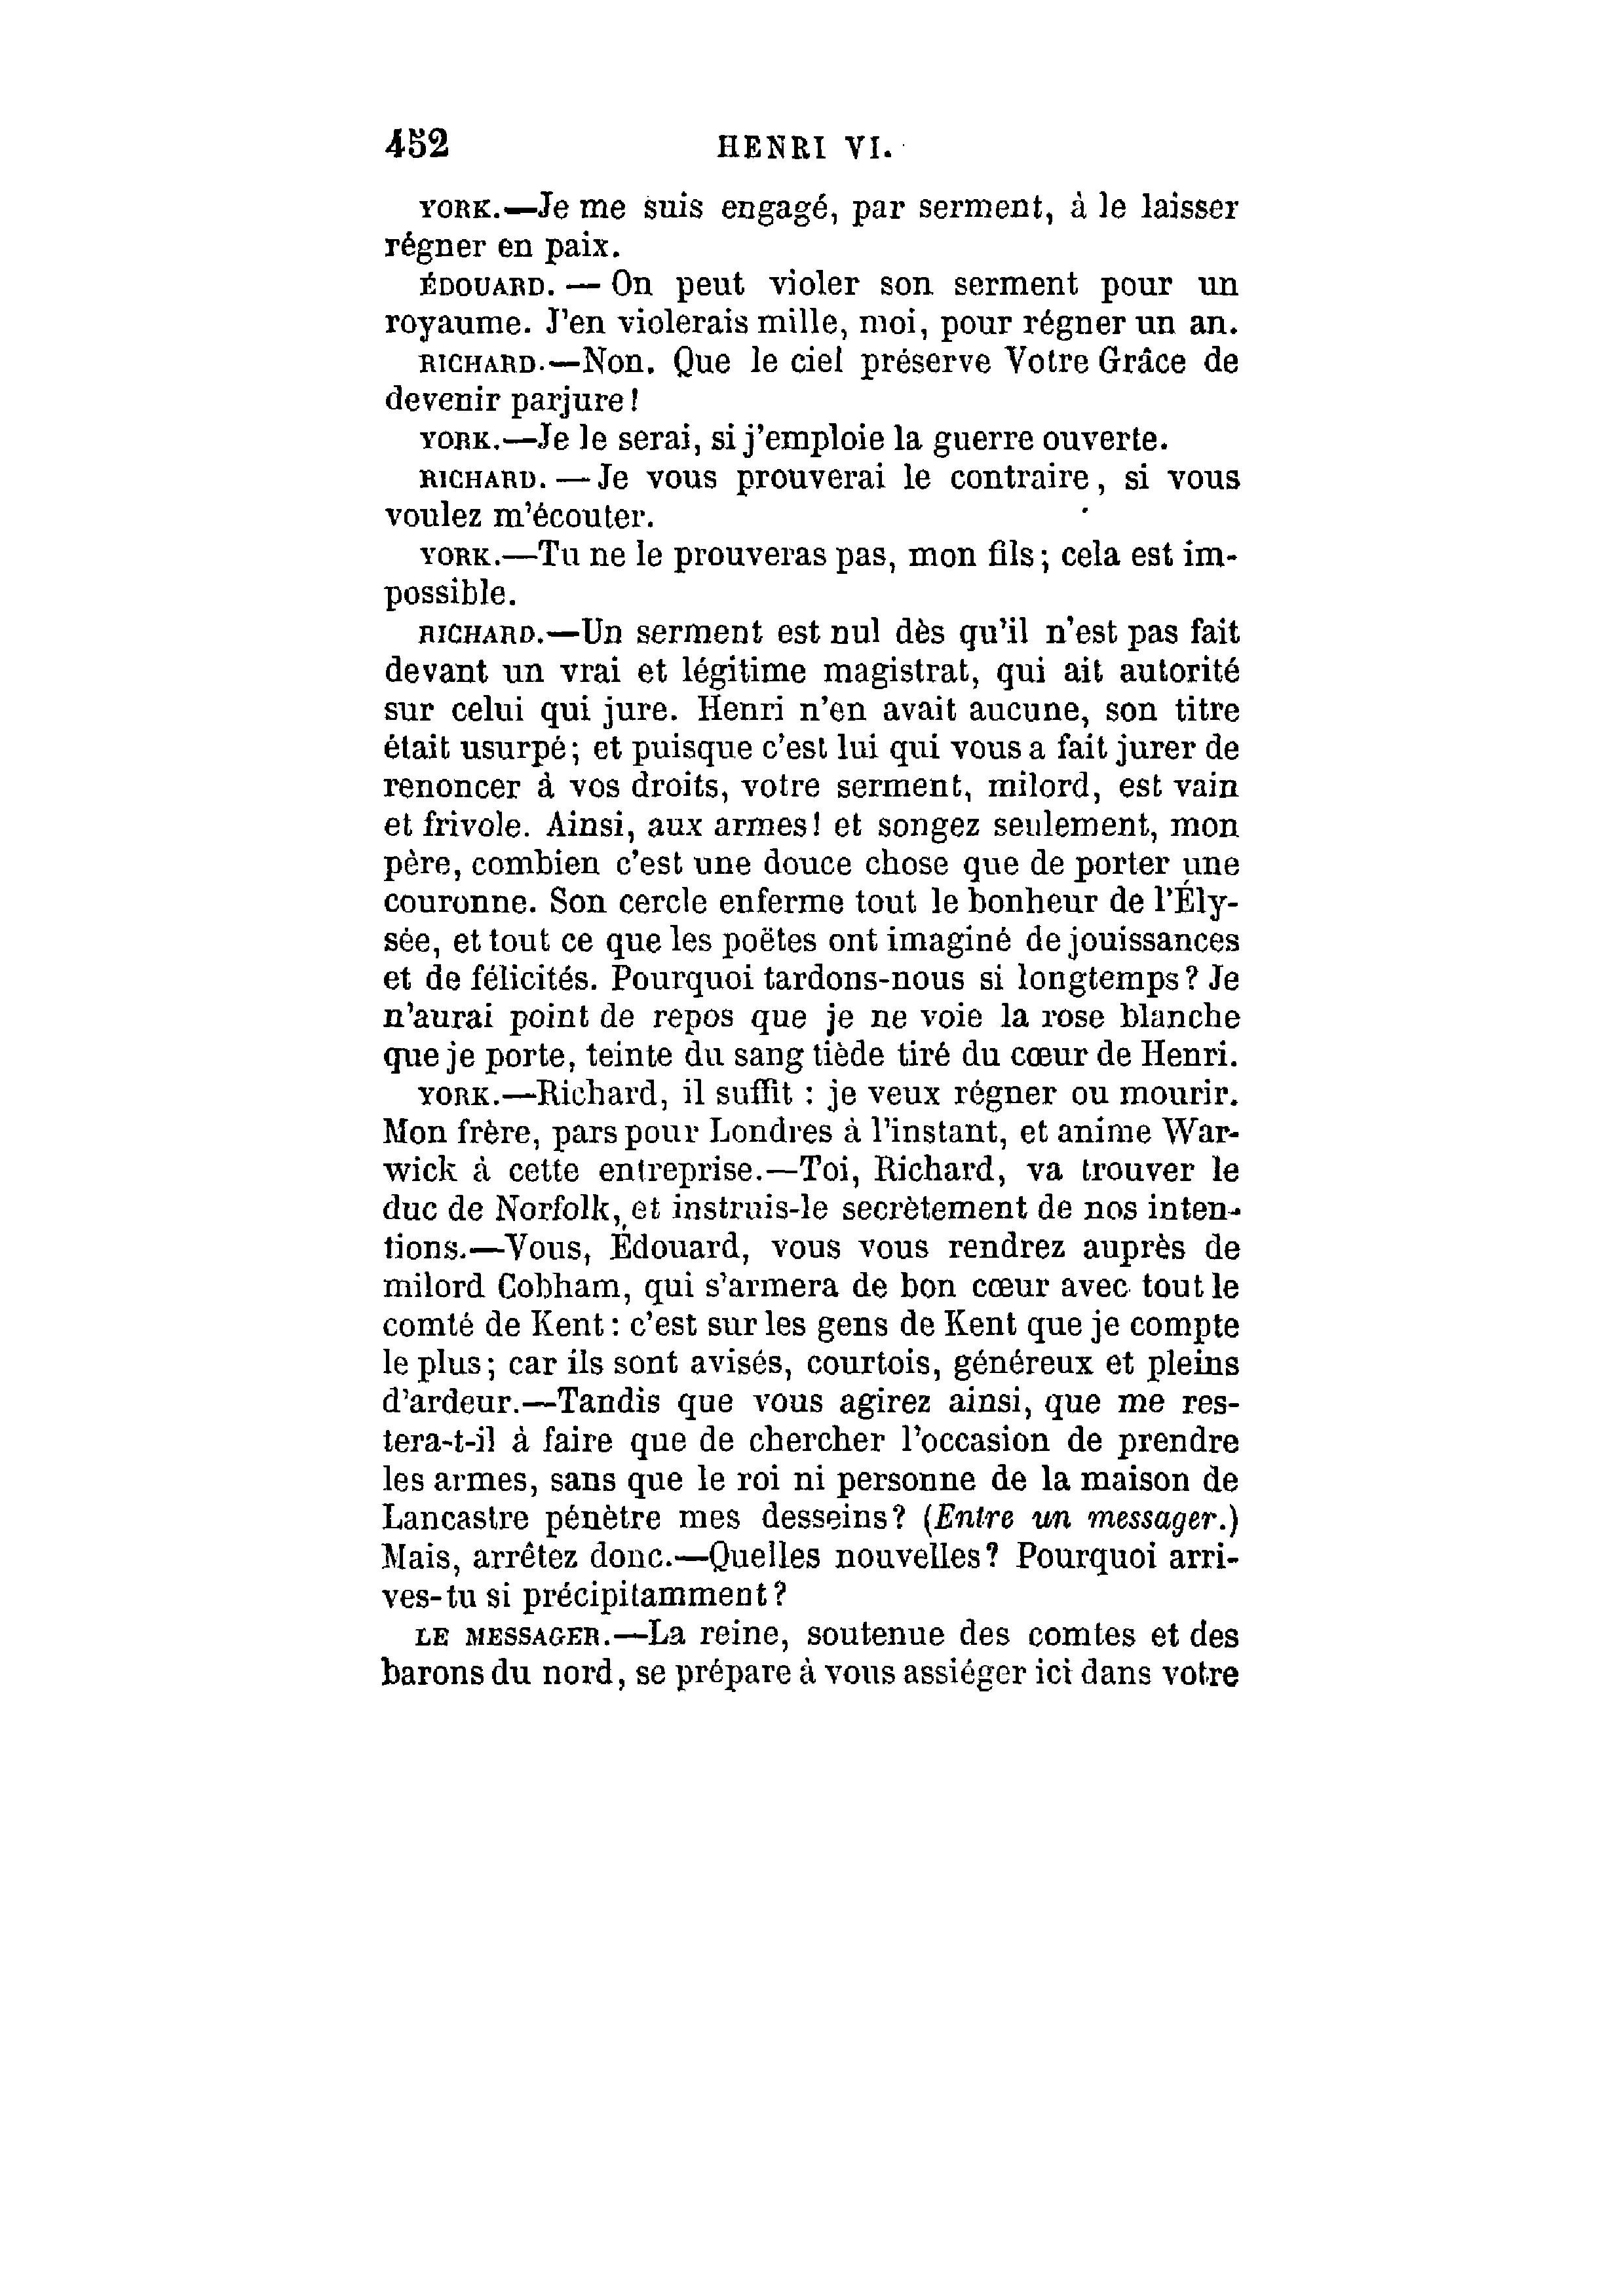 452 HENRI VI.
YORK.—Je me suis engagé, par serment, à le laisser
régner en paix.
ÉDOUARD. — On peut violer son serment pour un
royaume. J'en violerais mille, moi, pour régner un an.
RICHARD.—Non. Que le ciel préserve Votre Grâce de
devenir parjure!
YORK.—Je le serai, si j'emploie la guerre ouverte.
RICHARD. — Je vous prouverai le contraire, si vous
voulez m'écouter.
YORK.—Tu ne le prouveras pas, mon fils; cela est im-
possible.
RICHARD.—Un serment est nul dès qu'il n'est pas fait
devant un vrai et légitime magistrat, qui ait autorité
sur celui qui jure. Henri n'en avait aucune, son titre
était usurpé; et puisque c'est lui qui vous a fait jurer de
renoncer à vos droits, votre serment, milord, est vain
et frivole. Ainsi, aux armes! et songez seulement, mon
père, combien c'est une douce chose que de porter une
couronne. Son cercle enferme tout le bonheur de l'Ély-
sée, et tout ce que les poëtes ont imaginé de jouissances
et de félicités. Pourquoi tardons-nous si longtemps? Je
n'aurai point de repos que je ne voie la rose blanche
que je porte, teinte du sang tiède tiré du cœur de Henri.
YORK.—Richard, il suffit : je veux régner ou mourir.
Mon frère, pars pour Londres à l'instant, et anime War-
wick à cette entreprise.—Toi, Richard, va trouver le
duc de Norfolk, et instruis-le secrètement de nos inten-
tions.—Vous, Édouard, vous vous rendrez auprès de
milord Cobham, qui s'armera de bon cœur avec tout le
comté de Kent : c'est sur les gens de Kent que je compte
le plus; car ils sont avisés, courtois, généreux et pleins
d'ardeur.—Tandis que vous agirez ainsi, que me res-
tera-t-il à faire que de chercher l'occasion de prendre
les armes, sans que le roi ni personne de la maison de
Lancastre pénètre mes desseins? (Entre un messager.)
Mais, arrêtez donc.—Quelles nouvelles? Pourquoi arri-
ves-tu si précipitamment?
LE MESSAGER.—La reine, soutenue des comtes et des
barons du nord, se prépare à vous assiéger ici dans votre